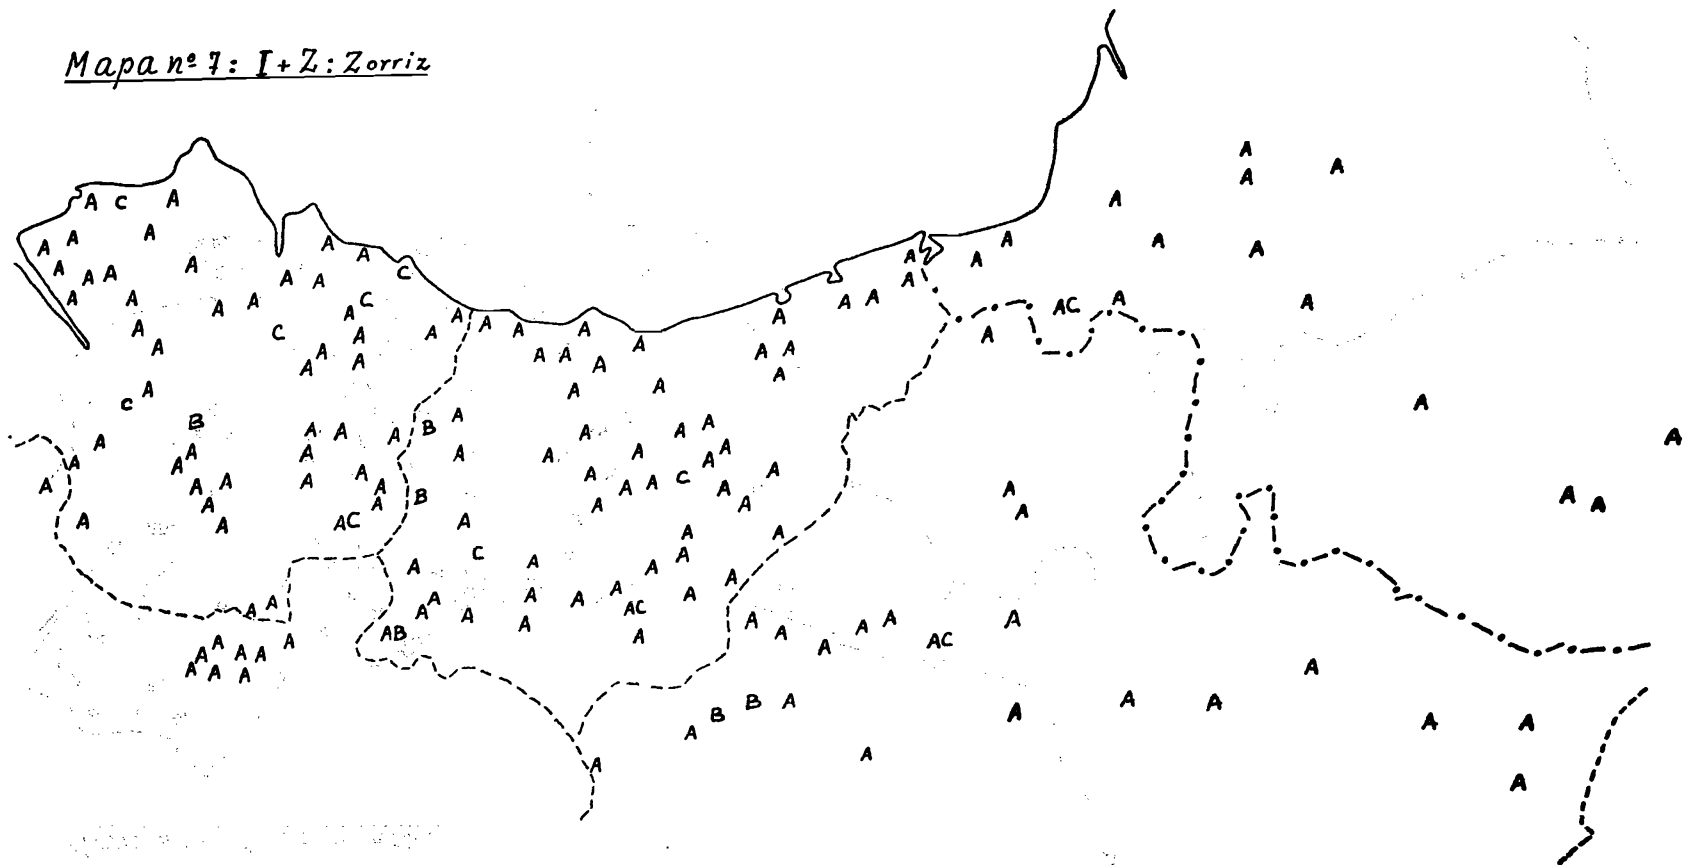 Mapa nº 7: I + Z: Zorriz
A
A A
A C A A
A A
A A A A A
A A A A
A A A A A A C A
A A A A C A A A AC A A
A A A A A A
A C A A A A
A A A A A A A
A A A A A
A A A
C A A
B A A A
A A A A B A A A A
A A A A A A A A
A A A A A C A
A A A A A A A A A A A
A A A B A A A A
A A AC A A
A A A
C A
A A A A
A A A A A A A
A A A A AC A A
A AB A A A A A AC
A A A A A
A A A A
B B A A A A
A B A A A
A A
A A